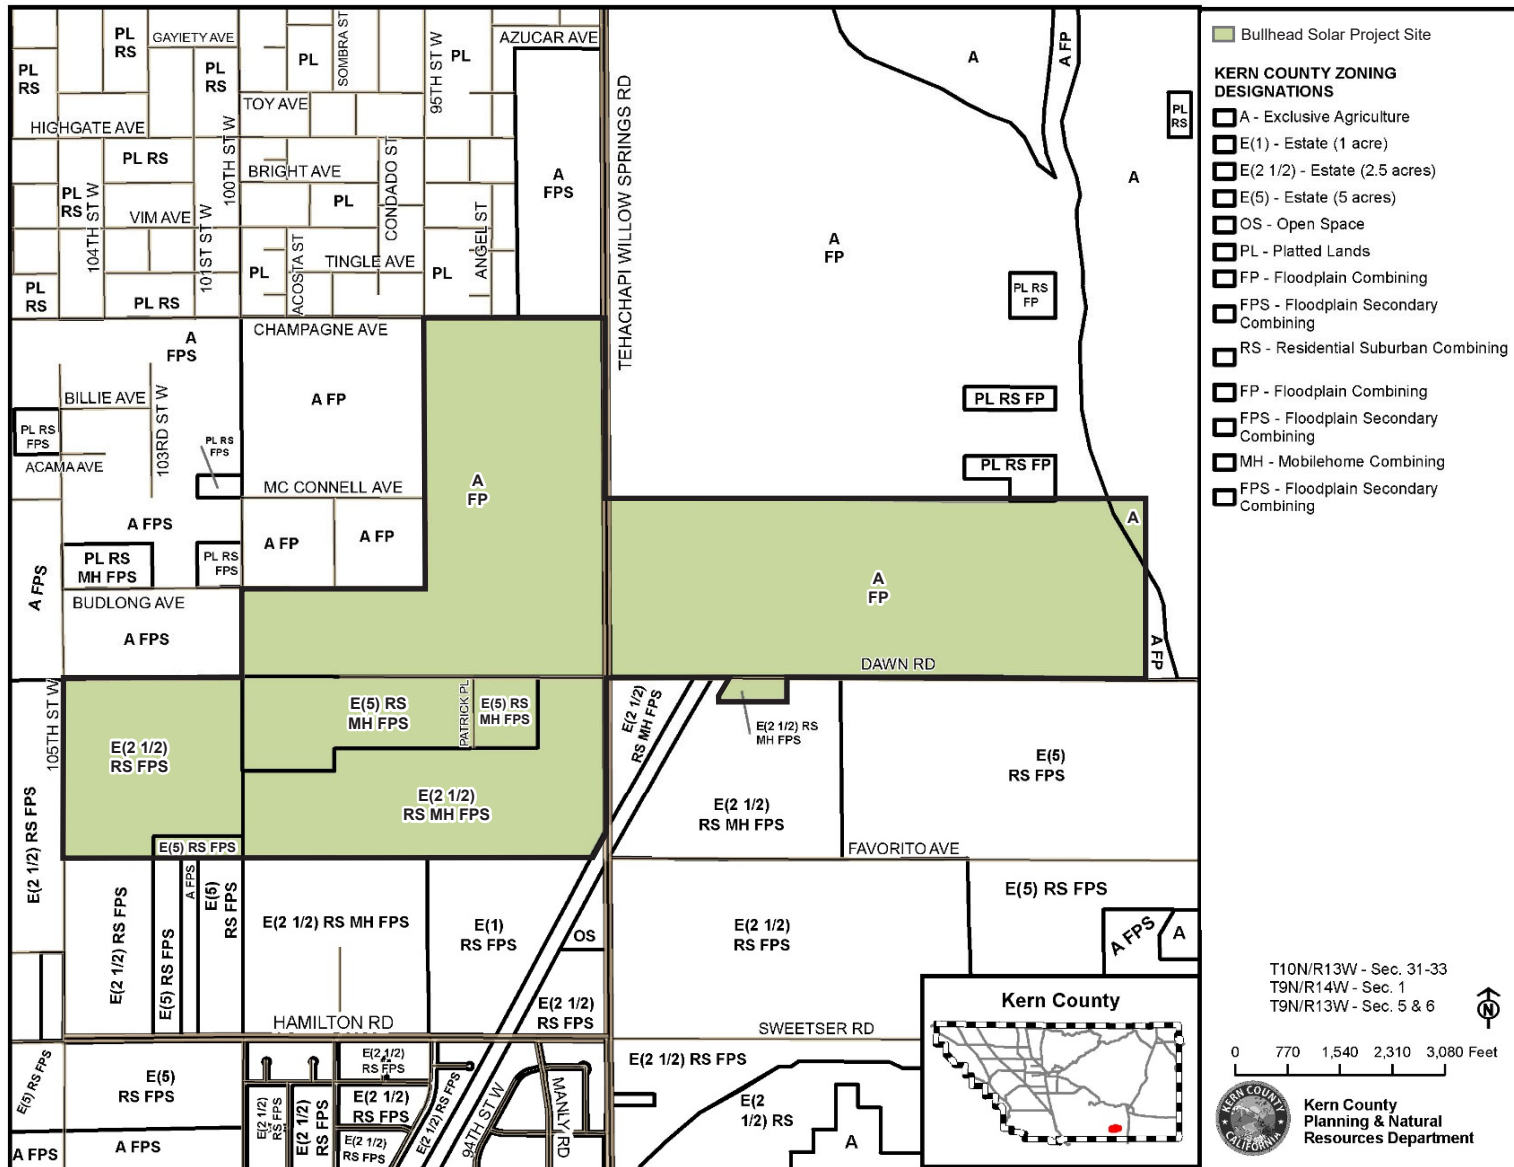 GAYIETY AVE
PL
RS
PL
RS
PL
RS
PL
SOMBRA ST
95TH ST W
PL
AZUCAR AVE
TOY AVE
HIGHGATE AVE
PL RS
BRIGHT AVE
100TH ST W
CONDADO ST
PL
RS
104TH ST W
VIM AVE
101ST ST W
PL
ANGEL ST
A
FPS
PL
ACOSTA ST
TINGLE AVE
PL
PL
RS
PL RS
TEHACHAPI WILLOW SPRINGS RD
A
A FP
PL
RS
A
A
FP
PL RS
FP
CHAMPAGNE AVE
A
FPS
BILLIE AVE
103RD ST W
A FP
PL RS
FPS
PL RS
FPS
ACAMA AVE
MC CONNELL AVE
A
FP
PL RS FP
PL RS FP
A FPS
A FP
A FP
A
PL RS
MH FPS
PL RS
FPS
A FPS
BUDLONG AVE
A FPS
A
FP
DAWN RD
A FP
105TH ST W
E(2 1/2)
RS FPS
E(5) RS
MH FPS
PATRICK PL
E(5) RS
MH FPS
E(2 1/2)
RS MH FPS
E(2 1/2) RS
MH FPS
E(5)
RS FPS
E(2 1/2)
RS MH FPS
E(2 1/2)
RS MH FPS
E(5) RS FPS
FAVORITO AVE
E(2 1/2) RS FPS
E(2 1/2) RS FPS
E(5) RS FPS
A FPS
E(5)
RS FPS
E(2 1/2) RS MH FPS
E(1)
RS FPS
OS
E(2 1/2)
RS FPS
E(5) RS FPS
A FPS
A
E(2 1/2)
RS FPS
HAMILTON RD
SWEETSER RD
E(5) RS FPS
E(5)
RS FPS
E(2 1/2)
RS FPS
E(2 1/2)
RS FPS
E(2 1/2)
RS FPS
E(2 1/2)
RS FPS
E(2 1/2)
RS FPS
E(2 1/2) RS FPS
94TH ST W
MANLY RD
E(2 1/2) RS FPS
E(2
1/2) RS
A
A FPS
A FPS
Kern County
Bullhead Solar Project Site
KERN COUNTY ZONING
DESIGNATIONS
A - Exclusive Agriculture
E(1) - Estate (1 acre)
E(2 1/2) - Estate (2.5 acres)
E(5) - Estate (5 acres)
OS - Open Space
PL - Platted Lands
FP - Floodplain Combining
FPS - Floodplain Secondary
Combining
RS - Residential Suburban Combining
FP - Floodplain Combining
FPS - Floodplain Secondary
Combining
MH - Mobilehome Combining
FPS - Floodplain Secondary
Combining
T10N/R13W - Sec. 31-33
T9N/R14W - Sec. 1
T9N/R13W - Sec. 5 & 6
N
0 770 1,540 2,310 3,080 Feet
KERN COUNTY
CALIFORNIA
Kern County
Planning & Natural
Resources Department